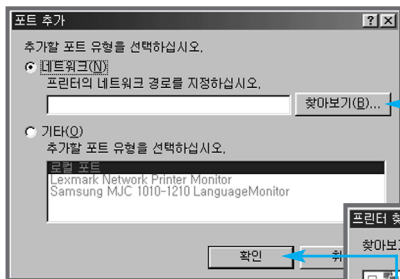 포트 추가
추가할 포트 유형을 선택하십시오.
네트워크(N)
프린터의 네트워크 경로를 지정하십시오.
찾아보기(B)...
기타(O)
추가할 포트 유형을 선택하십시오.
로컬 포트
Lexmark Network Printer Monitor
Samsung MJC 1010-1210 LanguageMonitor
확인
프린터
찾아보